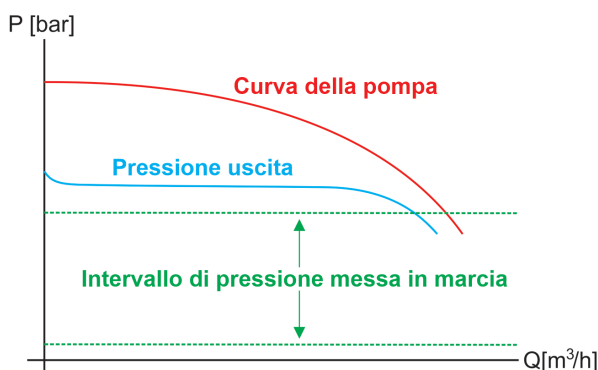 P [bar]
Curva della pompa
Pressione uscita
Intervallo di pressione messa in marcia
Q[m³/h]